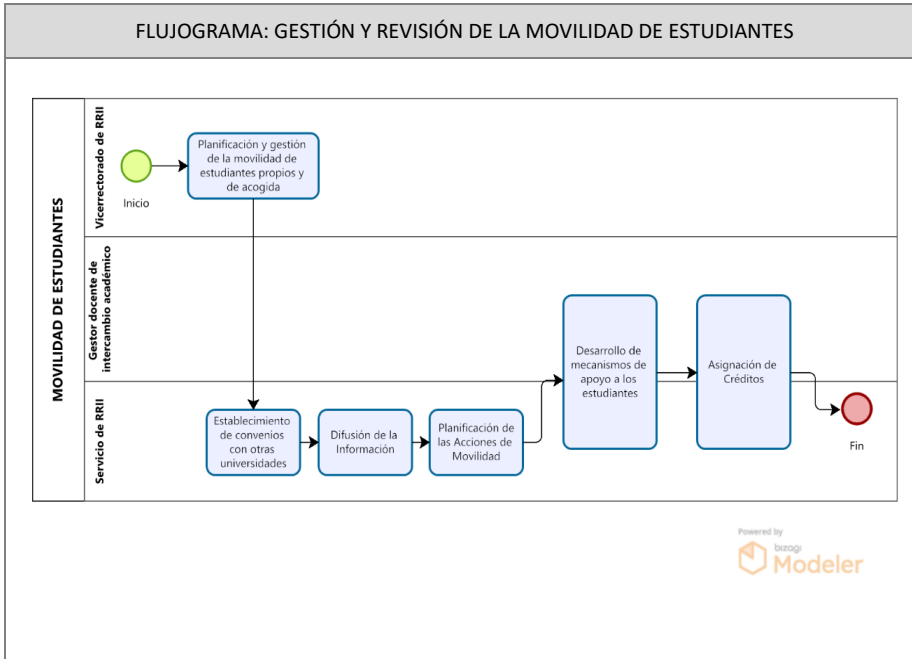 FLUJOGRAMA: GESTIÓN Y REVISIÓN DE LA MOVILIDAD DE ESTUDIANTES
MOVILIDAD DE ESTUDIANTES
Vicerrectorado de RRII
Inicio
Planificación y gestión
de la movilidad de
estudiantes propios y
de acogida
Gestor docente de
intercambio académico
Desarrollo de
mecanismos de
apoyo a los
estudiantes
Asignación de
Créditos
Servicio de RRII
Establecimiento
de convenios
con otras
universidades
Difusión de la
Información
Planificación de
las Acciones de
Movilidad
Fin
Powered by
bizagi
Modeler